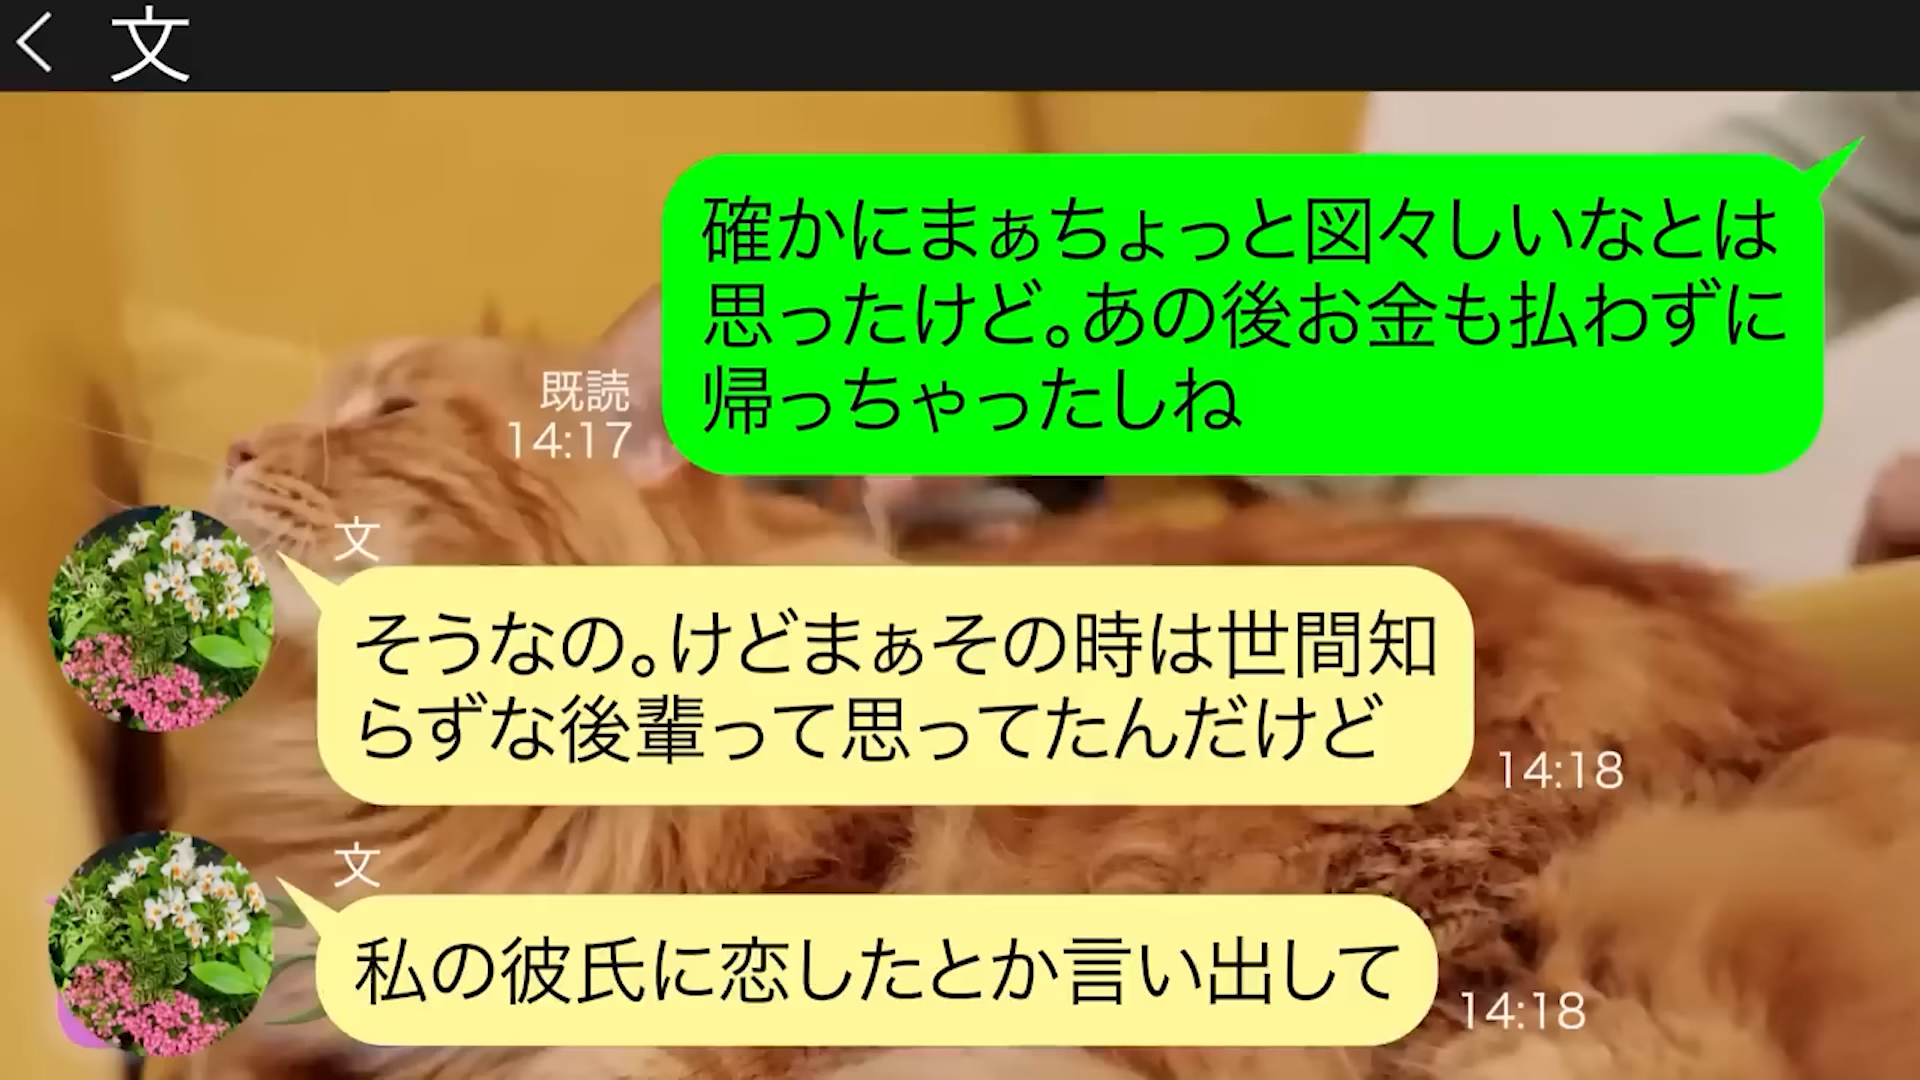 文
確かにまぁちょっと図々しいなとは
思ったけど。あの後お金も払わずに
帰っちゃったしね
既読
14:17
文
そうなの。けどまぁその時は世間知
らずな後輩って思ってたんだけど
14:18
文
私の彼氏に恋したとか言い出して
14:18